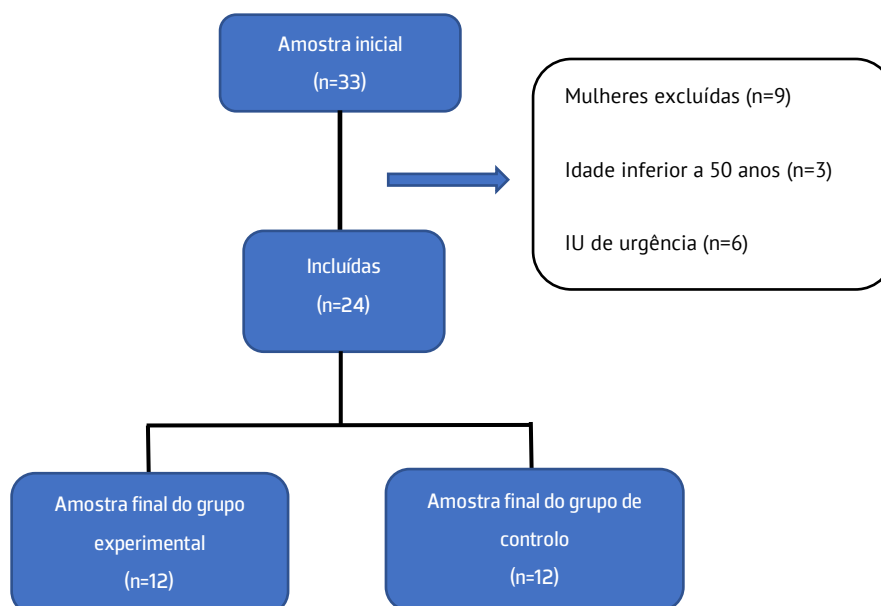 Amostra inicial
(n=33)
Mulheres excluídas (n=9)
Idade inferior a 50 anos (n=3)
IU de urgência (n=6)
Incluídas
(n=24)
Amostra final do grupo
experimental
(n=12)
Amostra final do grupo de
controlo
(n=12)